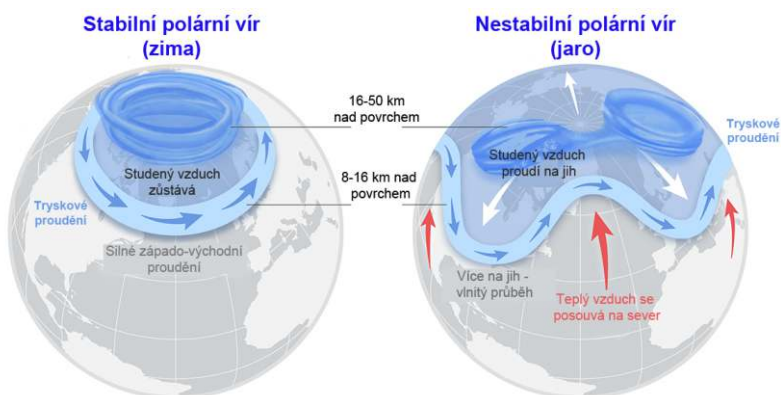 Stabilní polární vír
(zima)
Nestabilní polární vír
(jaro)
16-50 km
nad povrchem
Tryskové
proudění
Studený vzduch
zůstává
Studený vzduch
proudí na jih
8-16 km nad
povrchem
Tryskové
proudění
Silné západo-východní
proudění
Více na jih -
vlnitý průběh
Teplý vzduch se
posouvá na sever